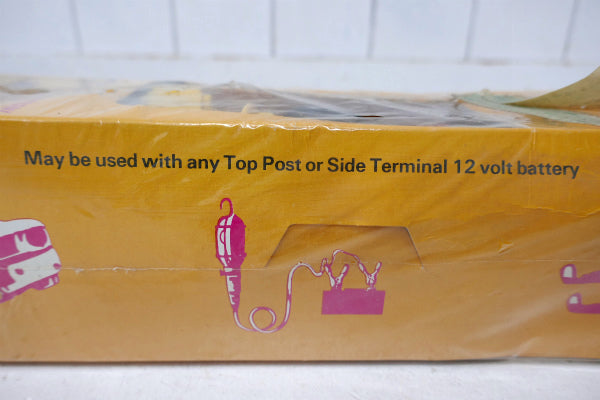 May be used with any Top Post or Side Terminal 12 volt battery